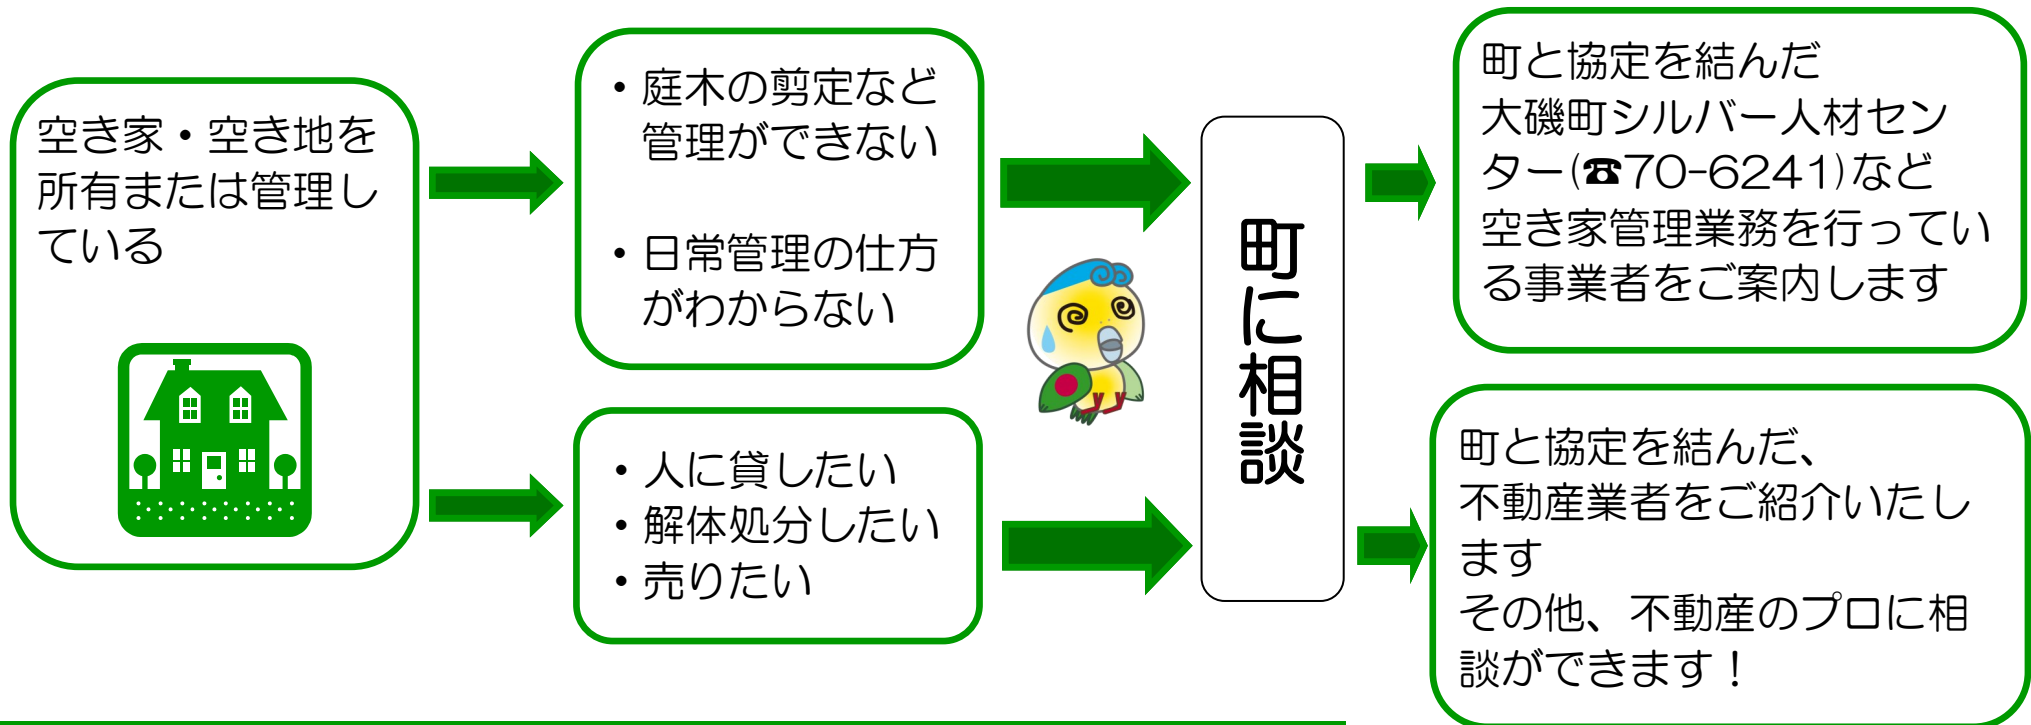 空き家・空き地を
所有または管理し
ている
・庭木の剪定など
管理ができない
・日常管理の仕方
がわからない
・人に貸したい
・解体処分したい
・売りたい
町に相談
町と協定を結んだ
大磯町シルバー人材セン
ター(☎70-6241)など
空き家管理業務を行ってい
る事業者をご案内します
町と協定を結んだ、
不動産業者をご紹介いたし
ます
その他、不動産のプロに相
談ができます！